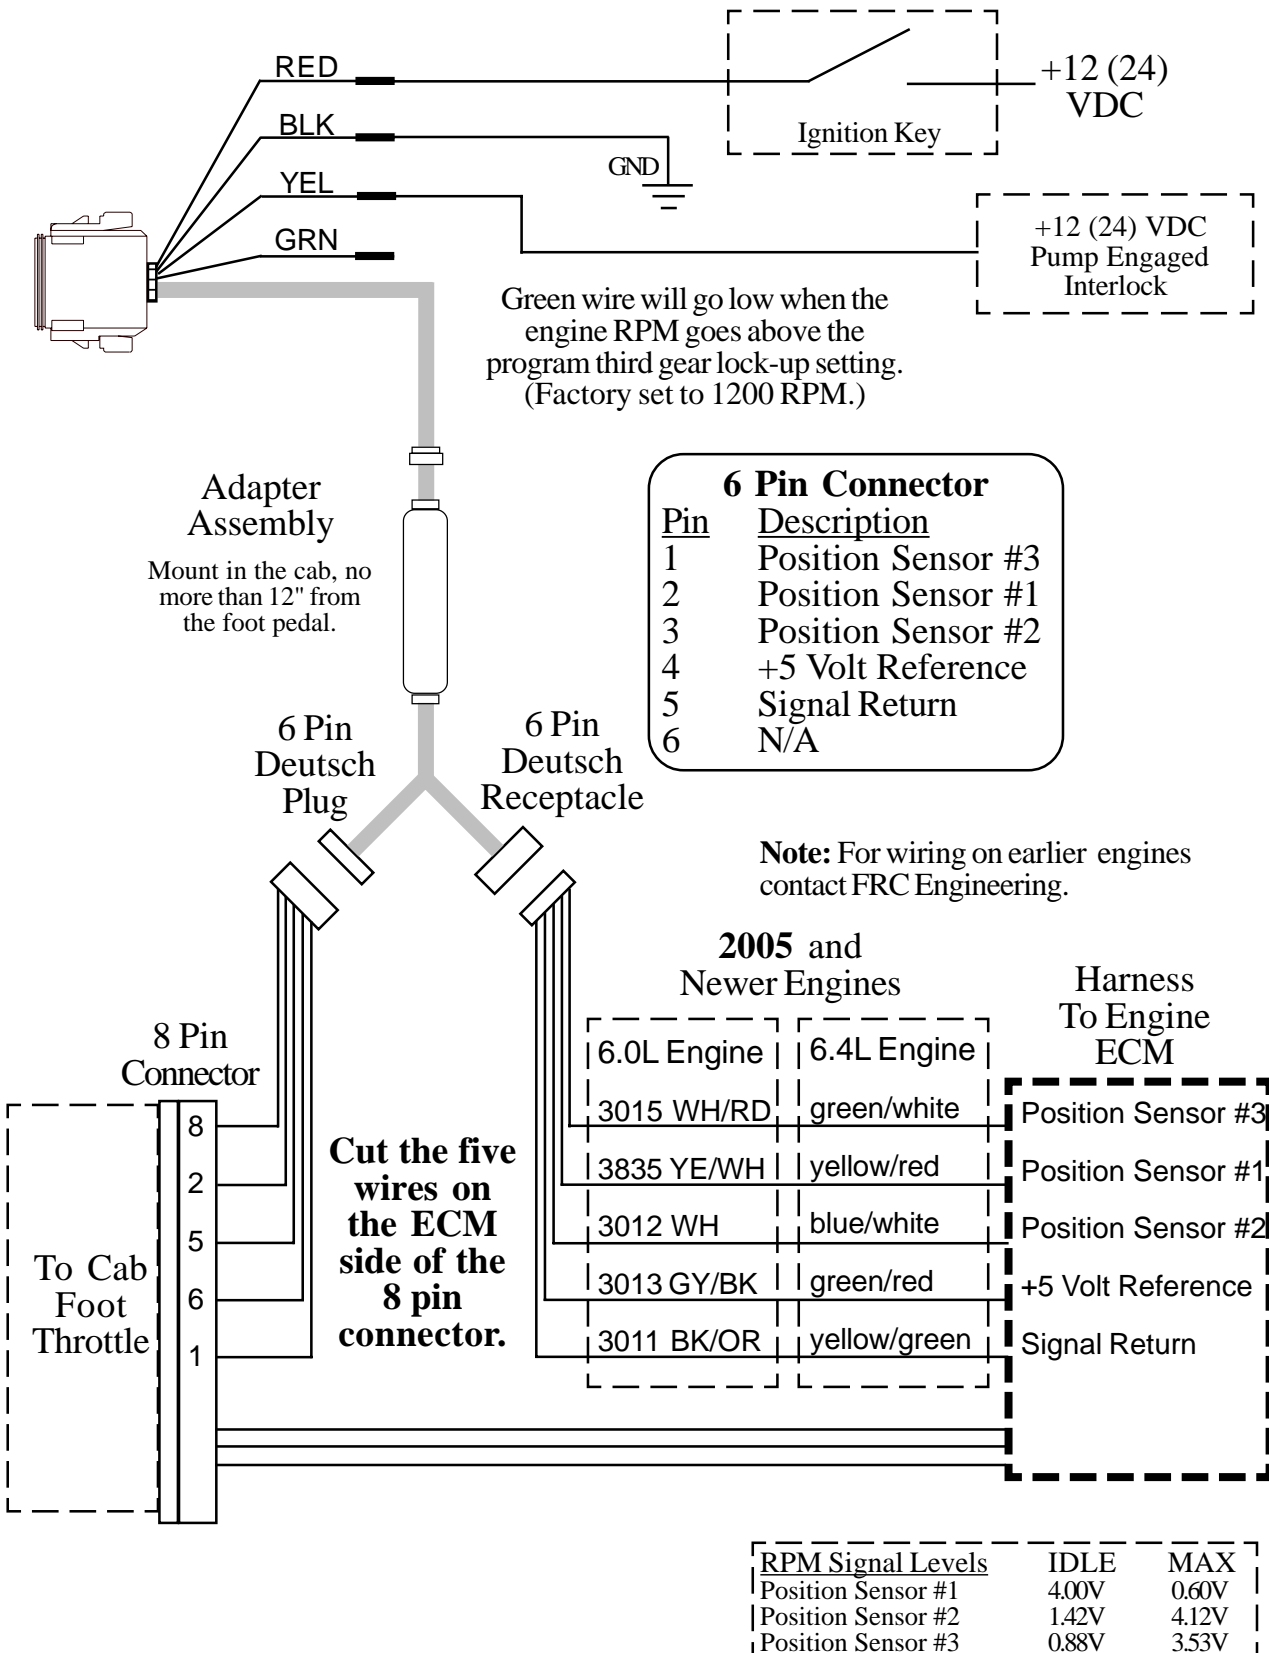 RED
+12 (24)
VDC
BLK
Ignition Key
GND
YEL
GRN
+12 (24) VDC
Pump Engaged
Interlock
Green wire will go low when the
engine RPM goes above the
program third gear lock-up setting.
(Factory set to 1200 RPM.)
Adapter
Assembly
Mount in the cab, no
more than 12" from
the foot pedal.
6 Pin Connector
Pin Description
1 Position Sensor #3
2 Position Sensor #1
3 Position Sensor #2
4 +5 Volt Reference
5 Signal Return
6 N/A
6 Pin
Deutsch
Plug
6 Pin
Deutsch
Receptacle
Note: For wiring on earlier engines
contact FRC Engineering.
2005 and
Newer Engines
Harness
To Engine
ECM
8 Pin
Connector
6.0L Engine 6.4L Engine
8
3015 WH/RD green/white Position Sensor #3
2
3835 YE/WH yellow/red Position Sensor #1
5
3012 WH blue/white Position Sensor #2
6
3013 GY/BK green/red +5 Volt Reference
1
3011 BK/OR yellow/green Signal Return
Cut the five
wires on
the ECM
side of the
8 pin
connector.
To Cab
Foot
Throttle
RPM Signal Levels IDLE MAX
Position Sensor #1 4.00V 0.60V
Position Sensor #2 1.42V 4.12V
Position Sensor #3 0.88V 3.53V